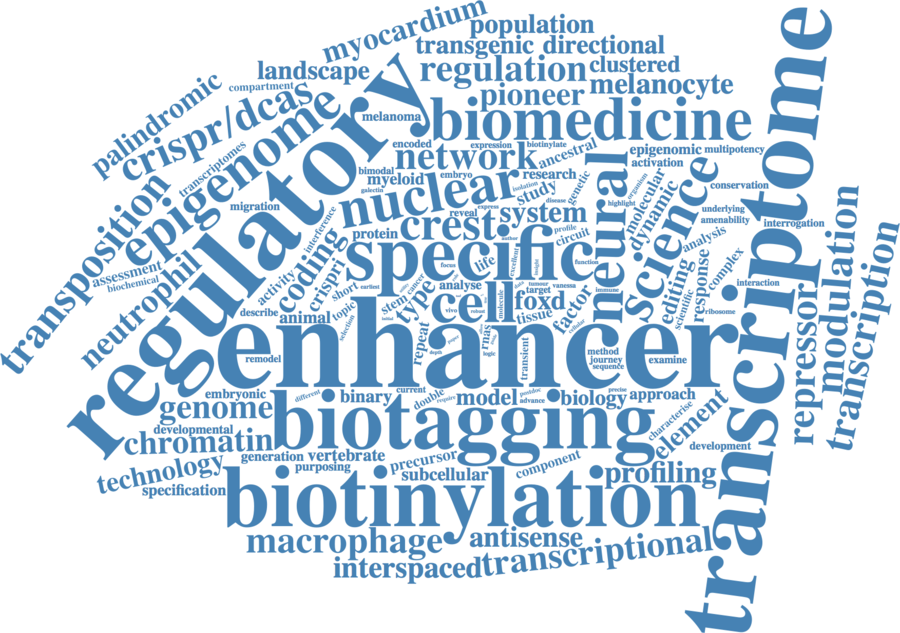 myocardium
population
transgenic
directional
landscape
regulation
clustered
compartment
pioneer
melanocyte
palindromic
crispr/dcas
epigenome
melanoma
biomedicine
transcriptome
encoded
expression
biotinylate
ancestral
epigenomic
multipotency
network
activation
transcriptomes
bimodal
embryo
research
myeloid
galectin
isolation
study
genetic
molecular
organism
conservation
transposition
regulatory
nuclear
express
disease
highlight
neural
science
dynamic
migration
reveal
crest
system
underlying
amenability
interrogation
interference
protein
author
profile
circuit
analysis
modulation
transcription
repressor
neutrophil
assessment
biochemical
coding
specific
function
complex
activity
crispri
focus
life
excellent
insight
editing
response
interaction
short
earliest
stem
cancer
type
analyse
cell
tumour
target
vanessa
immune
scientific
describe
animal
topic
vivo
robust
molecule
foxd
tissue
factor
ribosome
selection
initial
enhancer
cellular
remodel
repeat
paper
depth
rnas
logic
transient
method
journey
sequence
examine
embryonic
different
binary
current
double
require
model
postdoc
advance
precise
biology
approach
genome
biotagging
characterise
element
developmental
chromatin
development
generation
vertebrate
precursor
component
technology
purposing
subcellular
profiling
specification
biotinylation
macrophage
antisense
interspaced
transcriptional